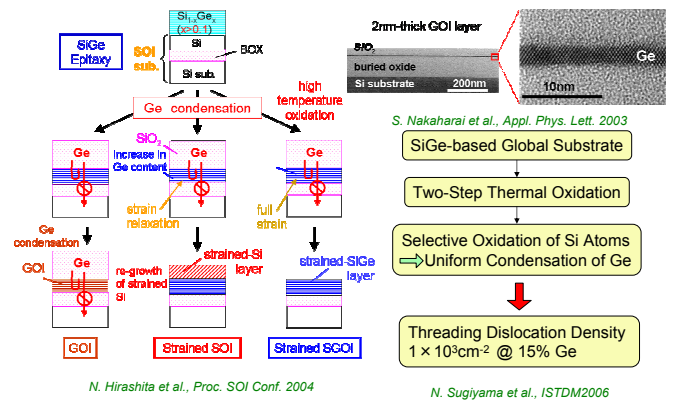 Si1-xGex
(x>0.1)
SiGe
Epitaxy
SOI
sub.
Si
BOX
Si sub.
Ge condensation
high
temperature
oxidation
SiO2
Ge
Ge
Ge
Increase in
Ge content
strain
relaxation
full
strain
Ge
condensation
GOI
Ge
re-growth
of strained
Si
strained-Si
layer
strained-SiGe
layer
GOI
Strained SOI
Strained SGOI
N. Hirashita et al., Proc. SOI Conf. 2004
2nm-thick GOI layer
SiO2
buried oxide
Si substrate
200nm
Ge
10nm
S. Nakaharai et al., Appl. Phys. Lett. 2003
SiGe-based Global Substrate
Two-Step Thermal Oxidation
Selective Oxidation of Si Atoms
⇨Uniform Condensation of Ge
Threading Dislocation Density
1×10³cm-2 @ 15% Ge
N. Sugiyama et al., ISTDM2006